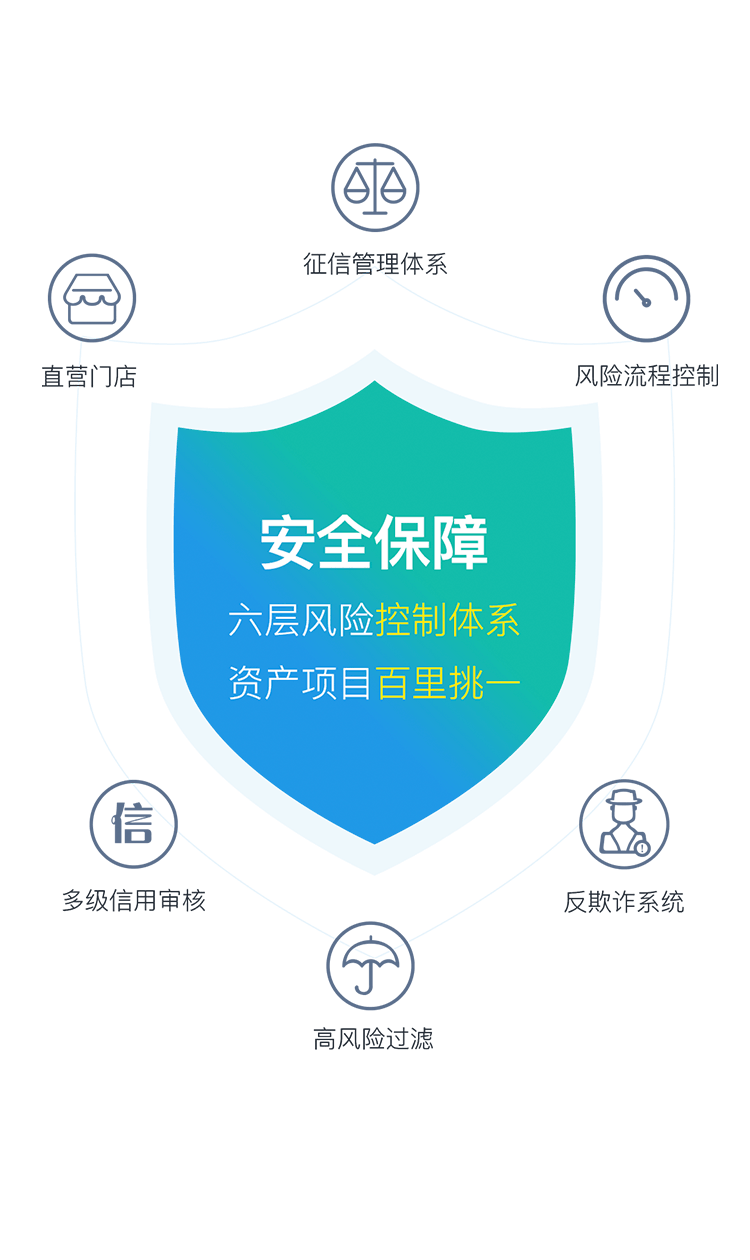 征信管理体系
直营门店
风险流程控制
安全保障
六层风险控制体系
资产项目百里挑一
信
多级信用审核
反欺诈系统
高风险过滤